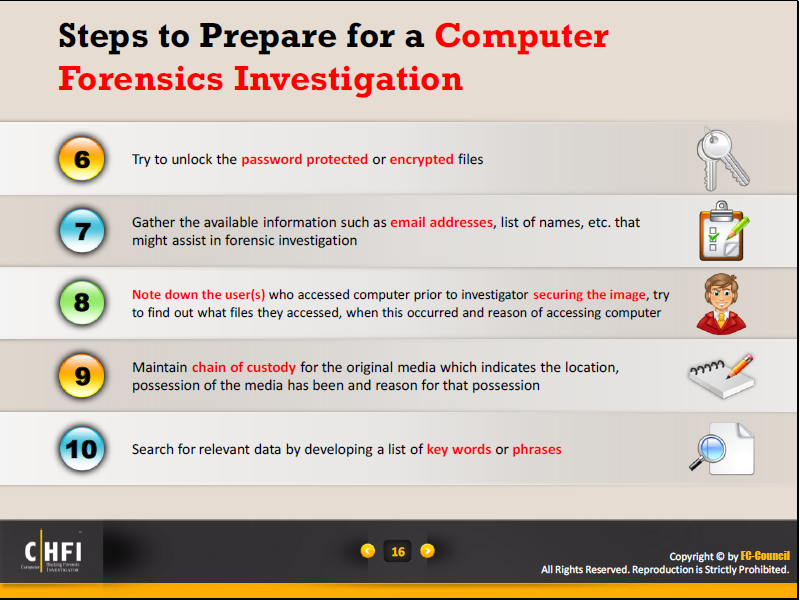 Steps to Prepare for a Computer
Forensics Investigation
6
Try to unlock the password protected or encrypted files
7
Gather the available information such as email addresses, list of names, etc. that
might assist in forensic investigation
8
Note down the user(s) who accessed computer prior to investigator securing the image, try
to find out what files they accessed, when this occurred and reason of accessing computer
9
Maintain chain of custody for the original media which indicates the location,
possession of the media has been and reason for that possession
10
Search for relevant data by developing a list of key words or phrases
CHFI
Computer Hacking Forensic
INVESTIGATOR
16
Copyright © by EC-Council
All Rights Reserved. Reproduction is Strictly Prohibited.